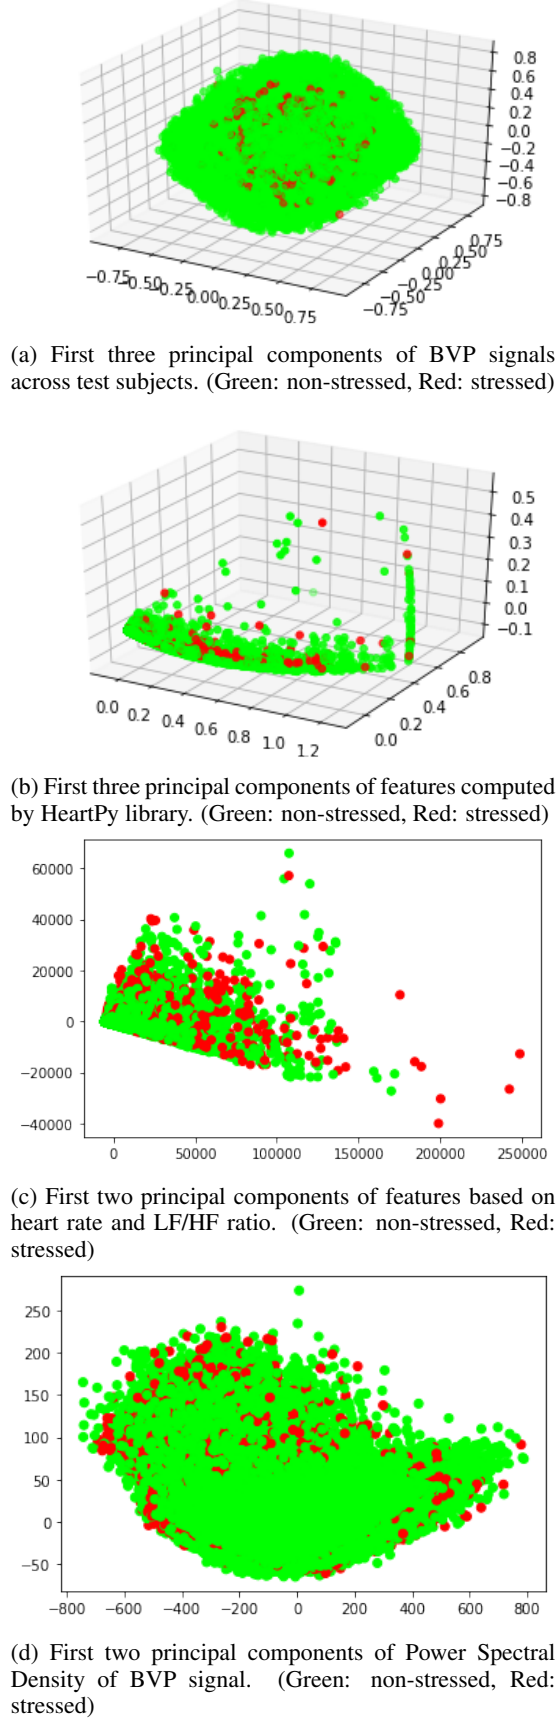 0.8
0.6
0.4
0.2
0.0
−0.2
−0.4
−0.6
−0.8
−0.75 −0.50 −0.25 0.00 0.25 0.50 0.75
−0.75 −0.50 −0.25 0.00 0.25 0.50 0.75
(a) First three principal components of BVP signals
across test subjects. (Green: non-stressed, Red: stressed)
0.5
0.4
0.3
0.2
0.1
0.0
−0.1
0.0 0.2 0.4 0.6 0.8 1.0 1.2
0.0 0.2 0.4 0.6 0.8
(b) First three principal components of features computed
by HeartPy library. (Green: non-stressed, Red: stressed)
60000
40000
20000
0
−20000
−40000
0 50000 100000 150000 200000 250000
(c) First two principal components of features based on
heart rate and LF/HF ratio. (Green: non-stressed, Red:
stressed)
250
200
150
100
50
0
−50
−800 −600 −400 −200 0 200 400 600 800
(d) First two principal components of Power Spectral
Density of BVP signal. (Green: non-stressed, Red:
stressed)